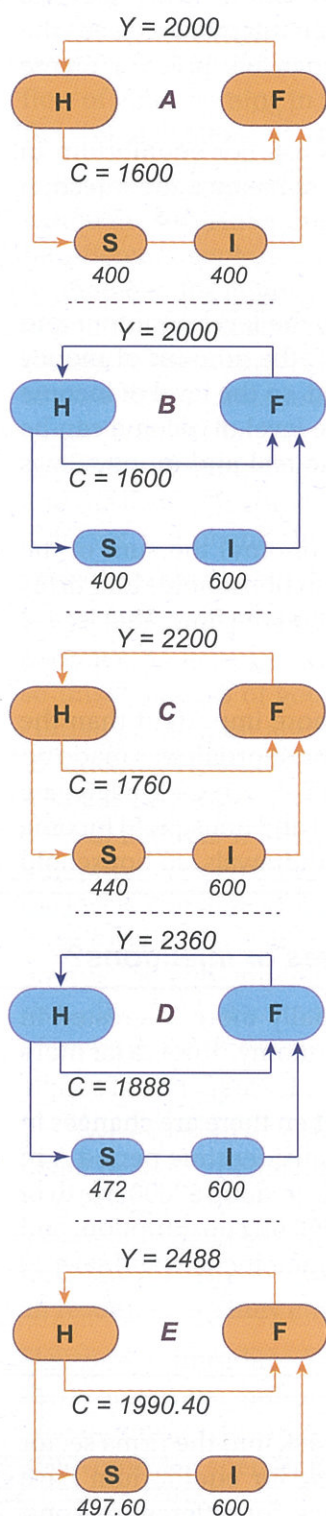 Y = 2000
H A F
C = 1600
S I
400 400
Y = 2000
H B F
C = 1600
S I
400 600
Y = 2200
H C F
C = 1760
S I
440 600
Y = 2360
H D F
C = 1888
S I
472 600
Y = 2488
H E F
C = 1990.40
S I
497.60 600